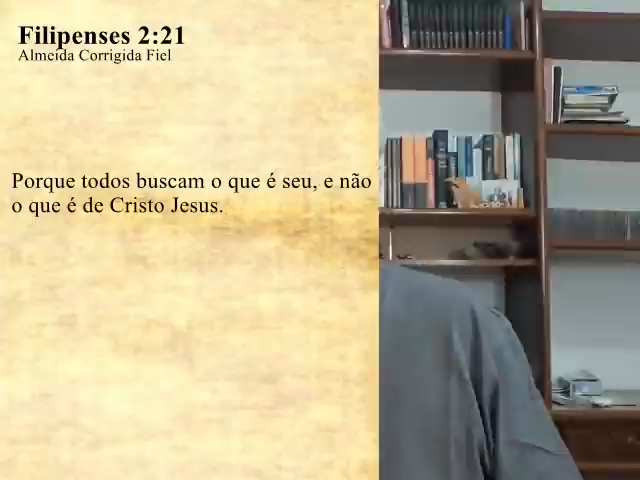 Filipenses 2:21
Almeida Corrigida Fiel
Porque todos buscam o que é seu, e não
o que é de Cristo Jesus.